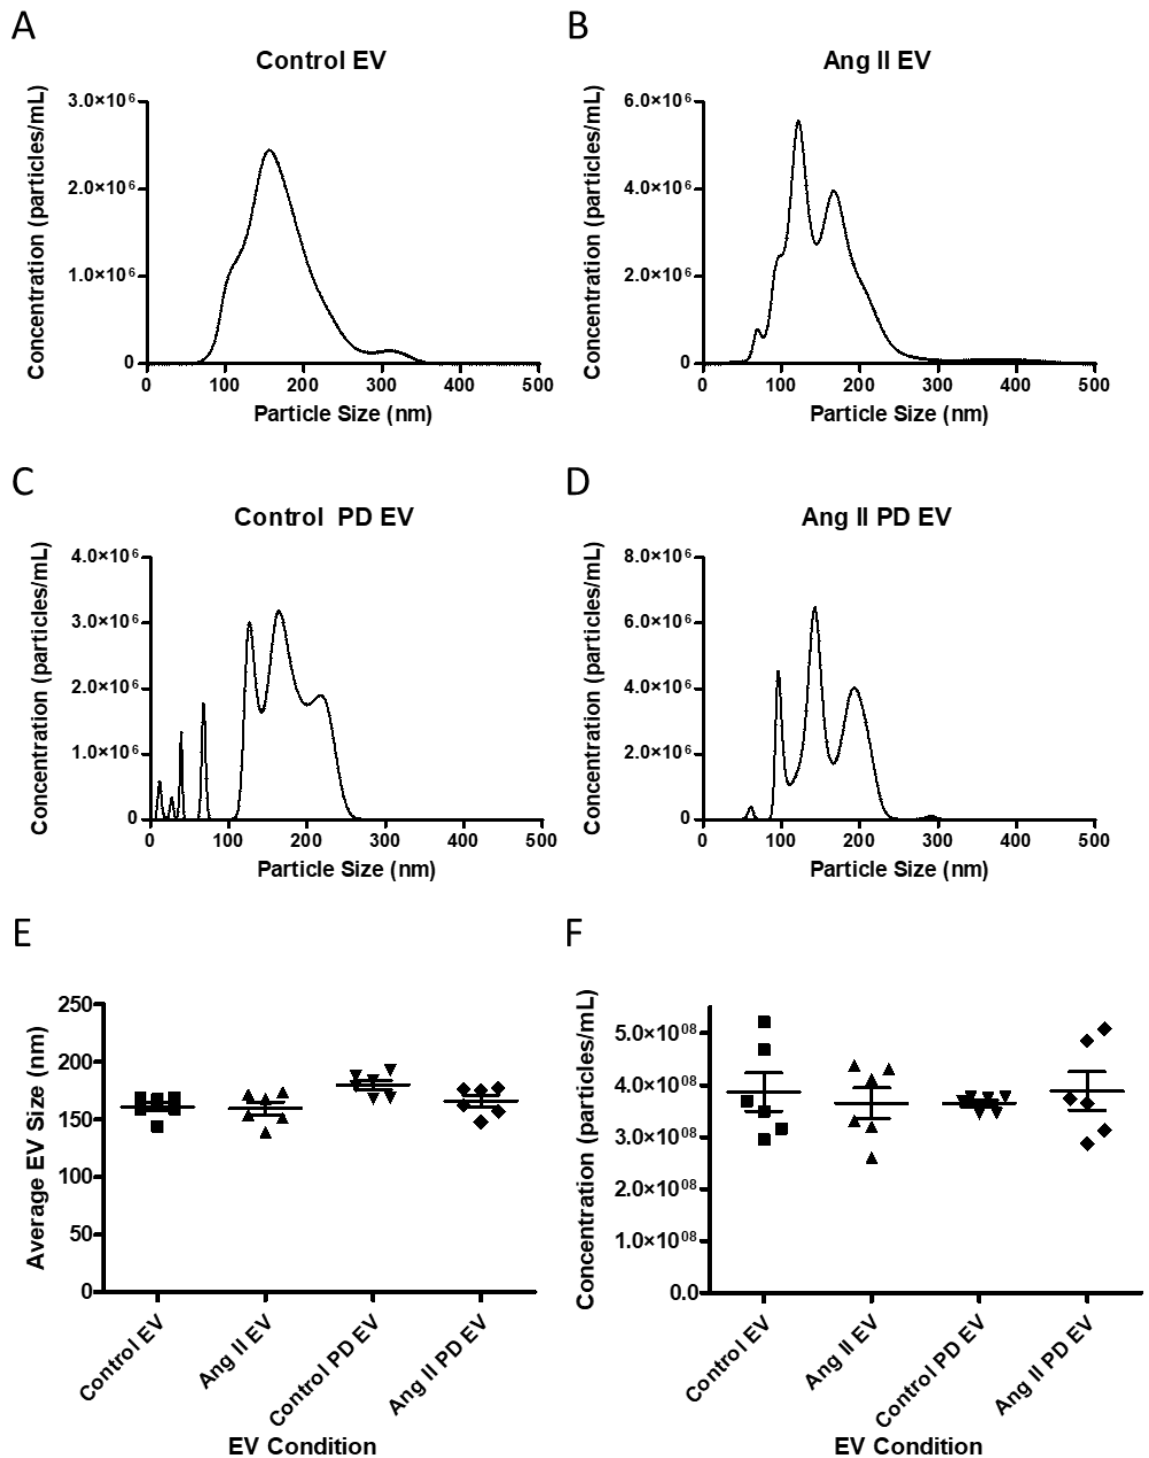 A
Control EV
3.0×10⁶
2.0×10⁶
1.0×10⁶
0
0 100 200 300 400 500
Particle Size (nm)
Concentration (particles/mL)
B
Ang II EV
6.0×10⁶
4.0×10⁶
2.0×10⁶
0
0 100 200 300 400 500
Particle Size (nm)
Concentration (particles/mL)
C
Control PD EV
4.0×10⁶
3.0×10⁶
2.0×10⁶
1.0×10⁶
0
0 100 200 300 400 500
Particle Size (nm)
Concentration (particles/mL)
D
Ang II PD EV
8.0×10⁶
6.0×10⁶
4.0×10⁶
2.0×10⁶
0
0 100 200 300 400 500
Particle Size (nm)
Concentration (particles/mL)
E
250
200
150
100
50
0
Average EV Size (nm)
Control EV
Ang II EV
Control PD EV
Ang II PD EV
EV Condition
F
5.0×10⁰⁸
4.0×10⁰⁸
3.0×10⁰⁸
2.0×10⁰⁸
1.0×10⁰⁸
0.0
Concentration (particles/mL)
Control EV
Ang II EV
Control PD EV
Ang II PD EV
EV Condition